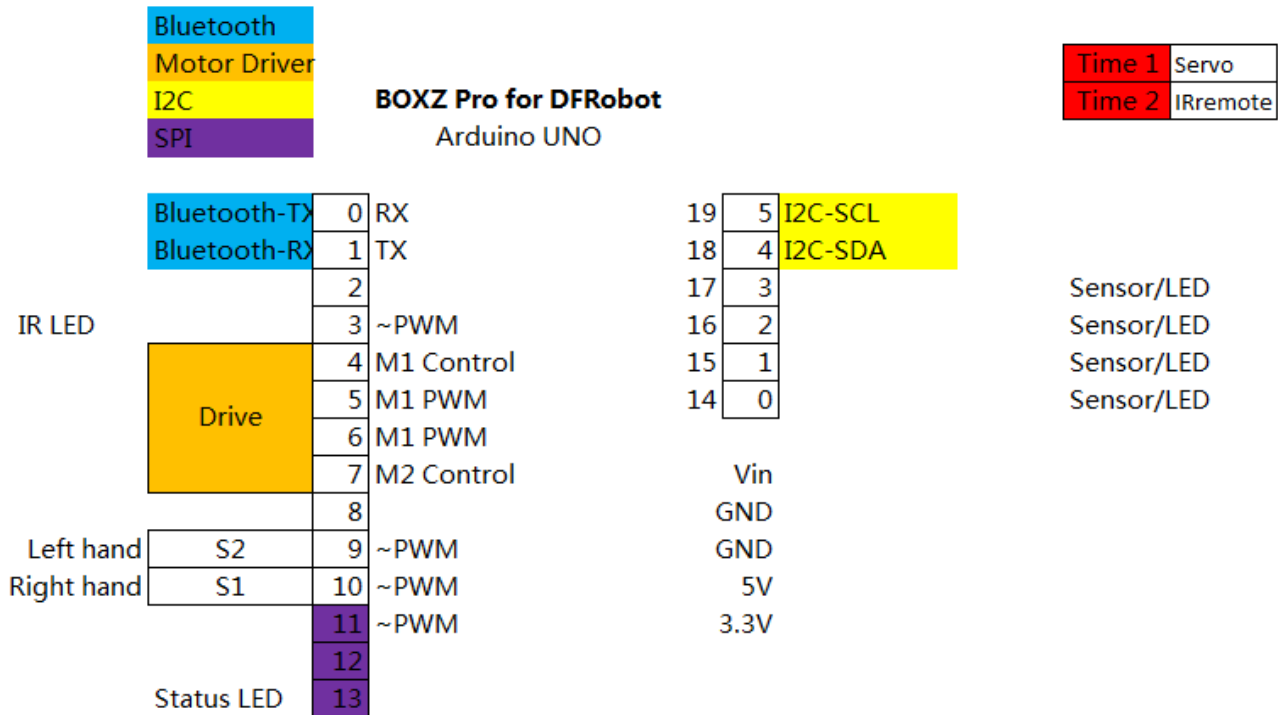 Bluetooth
Motor Driver Time 1 Servo
I2C BOXZ Pro for DFRobot Time 2 IRremote
SPI Arduino UNO
Bluetooth-TX 0 RX 19 5 I2C-SCL
Bluetooth-RX 1 TX 18 4 I2C-SDA
2 17 3 Sensor/LED
IR LED 3 ~PWM 16 2 Sensor/LED
4 M1 Control 15 1 Sensor/LED
Drive 5 M1 PWM 14 0 Sensor/LED
6 M1 PWM
7 M2 Control Vin
8 GND
Left hand S2 9 ~PWM GND
Right hand S1 10 ~PWM 5V
11 ~PWM 3.3V
12
Status LED 13